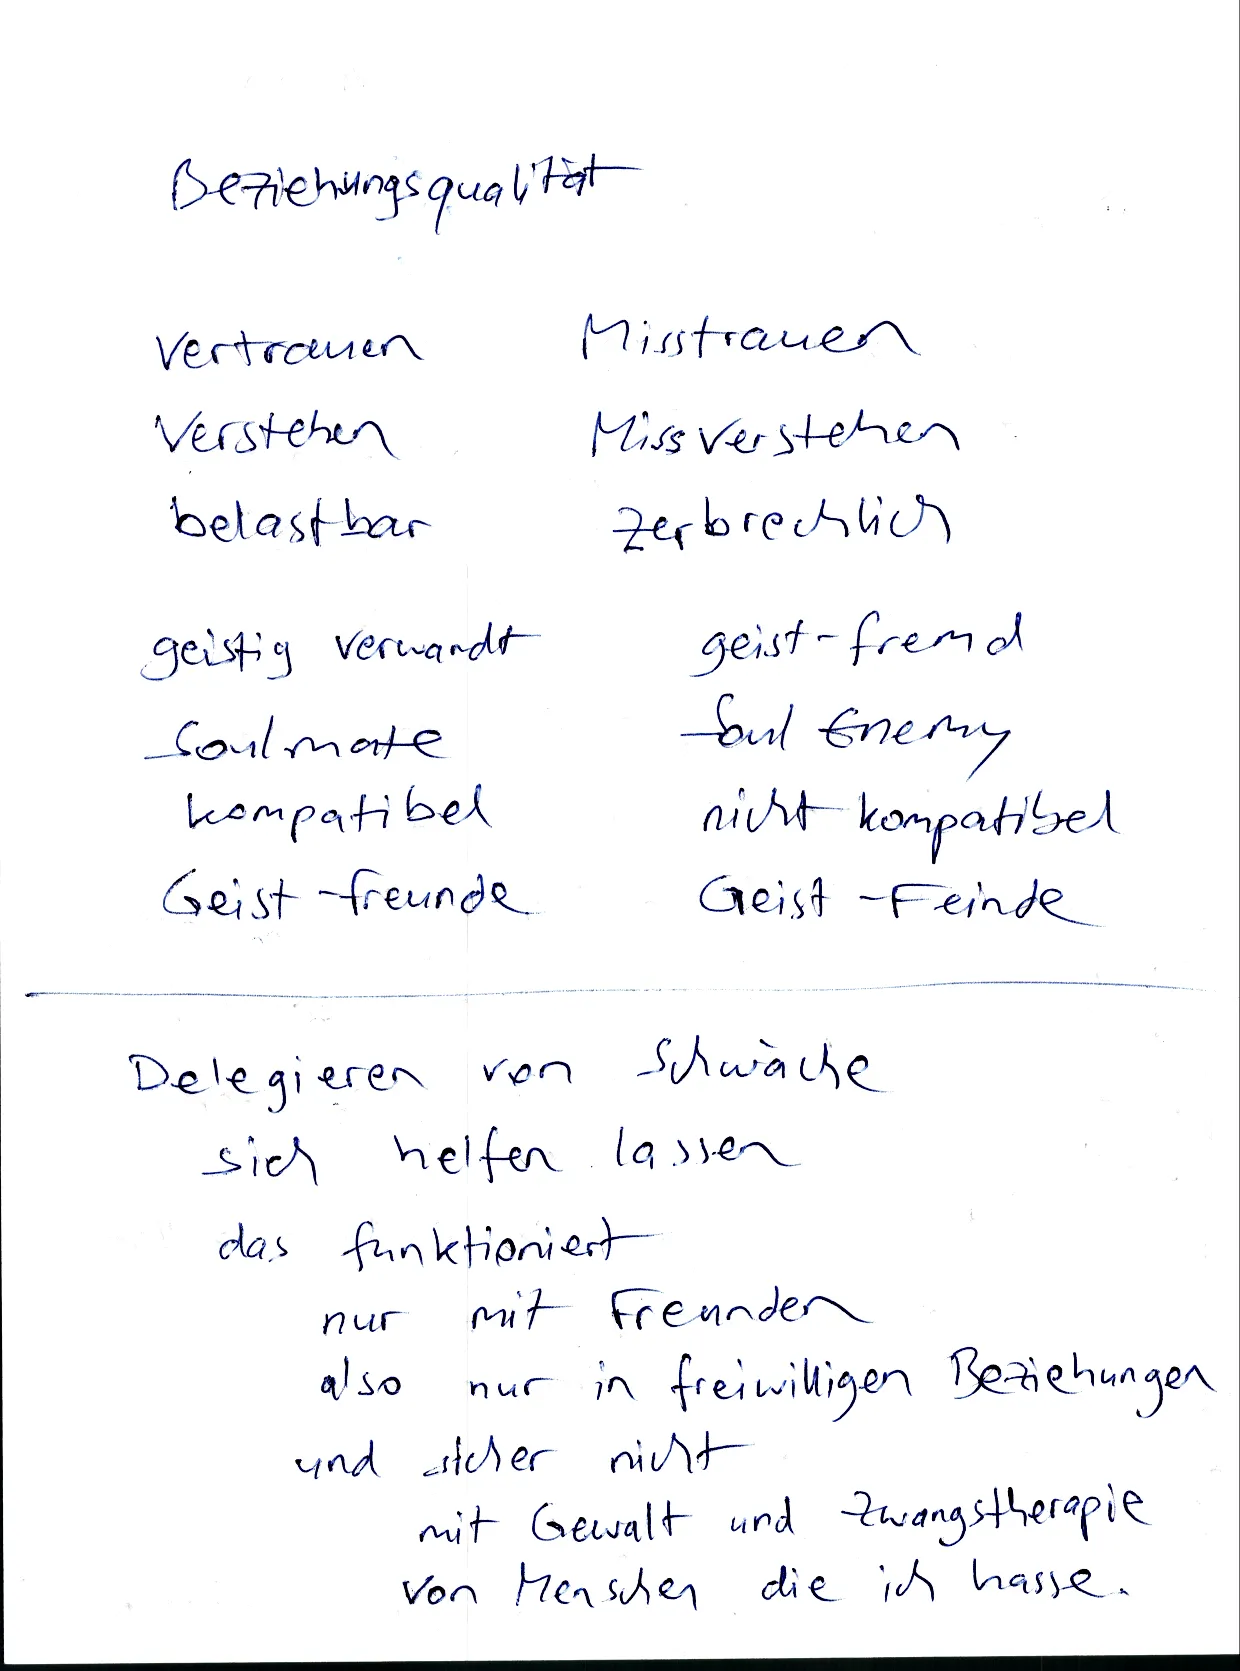 Beziehungsqualität
Vertrauen Misstrauen
Verstehen Missverstehen
belastbar zerbrechlich
geistig verwandt geist-fremd
Soulmate Soul Enemy
kompatibel nicht kompatibel
Geist-freunde Geist-Feinde
Delegieren von Schwäche
sich helfen lassen
das funktioniert
nur mit Freunden
also nur in freiwilligen Beziehungen
und sicher nicht
mit Gewalt und Zwangstherapie
von Menschen die ich hasse.